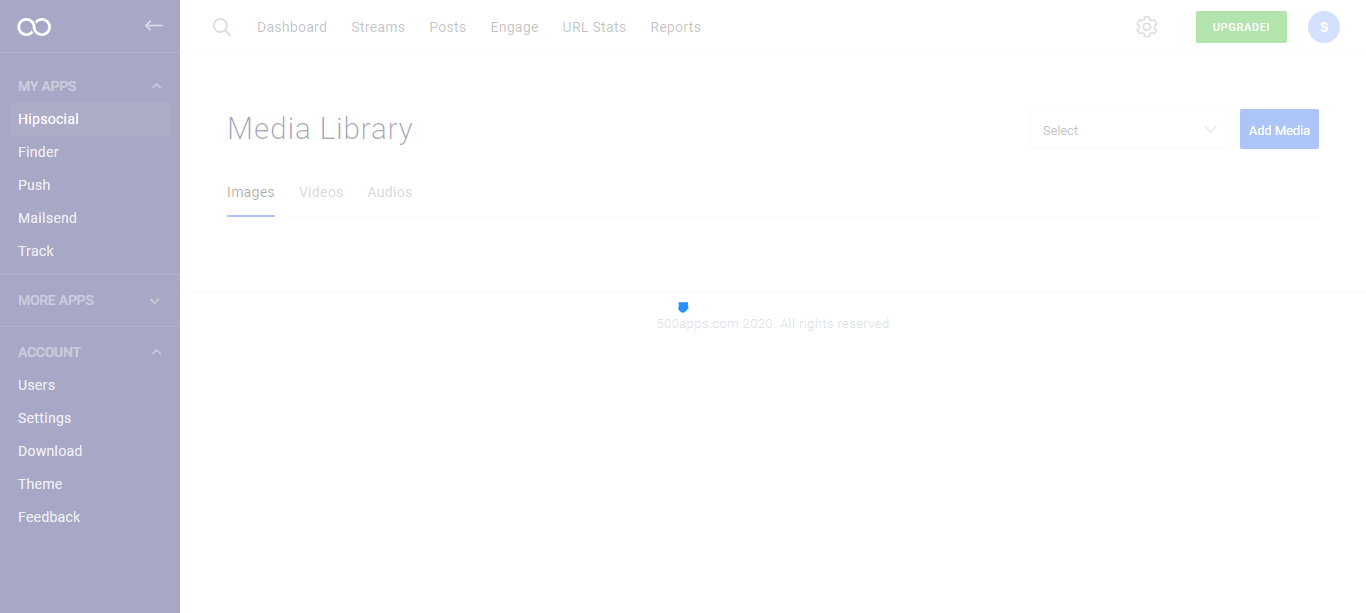 Dashboard Streams Posts Engage URL Stats Reports UPGRADE! S
MY APPS
Hipsocial
Finder
Push
Mailsend
Track
MORE APPS
ACCOUNT
Users
Settings
Download
Theme
Feedback
Media Library
Select
Add Media
Images Videos Audios
500apps.com 2020. All rights reserved